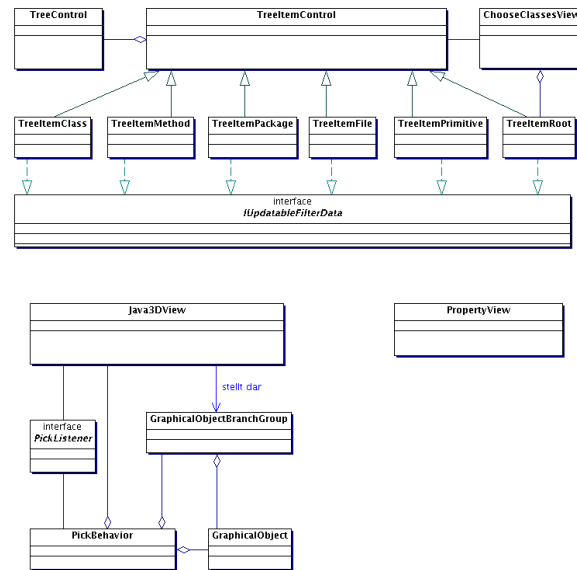 TreeControl
TreeItemControl
ChooseClassesView
TreeItemClass
TreeItemMethod
TreeItemPackage
TreeItemFile
TreeItemPrimitive
TreeItemRoot
interface
IUpdatableFilterData
Java3DView
PropertyView
stellt dar
interface
PickListener
GraphicalObjectBranchGroup
PickBehavior
GraphicalObject